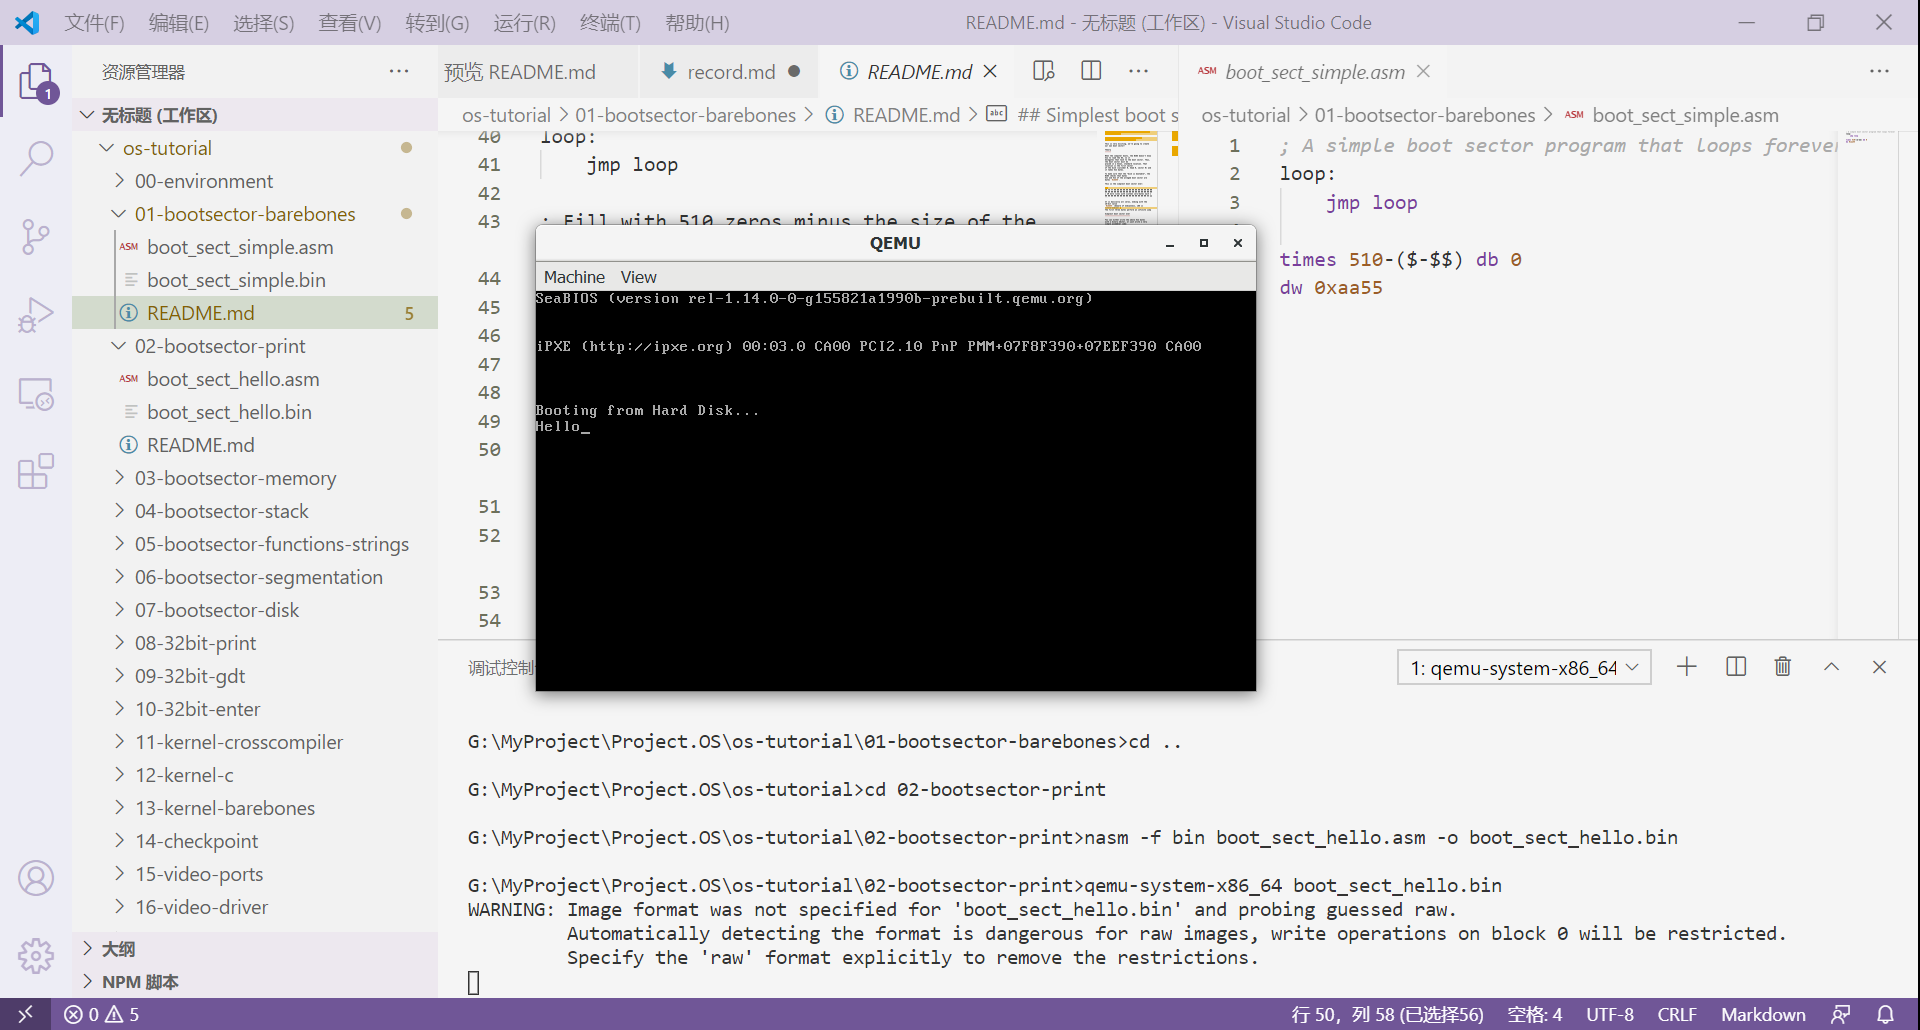 文件(F) 编辑(E) 选择(S) 查看(V) 转到(G) 运行(R) 终端(T) 帮助(H) README.md - 无标题 (工作区) - Visual Studio Code
资源管理器 ···
1
无标题 (工作区)
os-tutorial
00-environment
01-bootsector-barebones
ASM boot_sect_simple.asm
boot_sect_simple.bin
README.md 5
02-bootsector-print
ASM boot_sect_hello.asm
boot_sect_hello.bin
README.md
03-bootsector-memory
04-bootsector-stack
05-bootsector-functions-strings
06-bootsector-segmentation
07-bootsector-disk
08-32bit-print
09-32bit-gdt
10-32bit-enter
11-kernel-crosscompiler
12-kernel-c
13-kernel-barebones
14-checkpoint
15-video-ports
16-video-driver
大纲
NPM 脚本
预览 README.md record.md README.md ···
os-tutorial > 01-bootsector-barebones > README.md > abc ## Simplest boot s
40 loop:
41 jmp loop
42
43 ; Fill with 510 zeros minus the size of the
44
45
46
47
48
49
50
51
52
53
54
ASM boot_sect_simple.asm ···
os-tutorial > 01-bootsector-barebones > ASM boot_sect_simple.asm
1 ; A simple boot sector program that loops forever
2 loop:
3 jmp loop
times 510-($-$$) db 0
dw 0xaa55
QEMU
Machine View
SeaBIOS (version rel-1.14.0-0-g155821a1990b-prebuilt.qemu.org)
iPXE (http://ipxe.org) 00:03.0 CA00 PCI2.10 PnP PMM+07F8F390+07EEF390 CA00
Booting from Hard Disk...
Hello_
调试控制
1: qemu-system-x86_64
G:\MyProject\Project.OS\os-tutorial\01-bootsector-barebones>cd ..
G:\MyProject\Project.OS\os-tutorial>cd 02-bootsector-print
G:\MyProject\Project.OS\os-tutorial\02-bootsector-print>nasm -f bin boot_sect_hello.asm -o boot_sect_hello.bin
G:\MyProject\Project.OS\os-tutorial\02-bootsector-print>qemu-system-x86_64 boot_sect_hello.bin
WARNING: Image format was not specified for 'boot_sect_hello.bin' and probing guessed raw.
Automatically detecting the format is dangerous for raw images, write operations on block 0 will be restricted.
Specify the 'raw' format explicitly to remove the restrictions.
0 5 行 50, 列 58 (已选择56) 空格: 4 UTF-8 CRLF Markdown